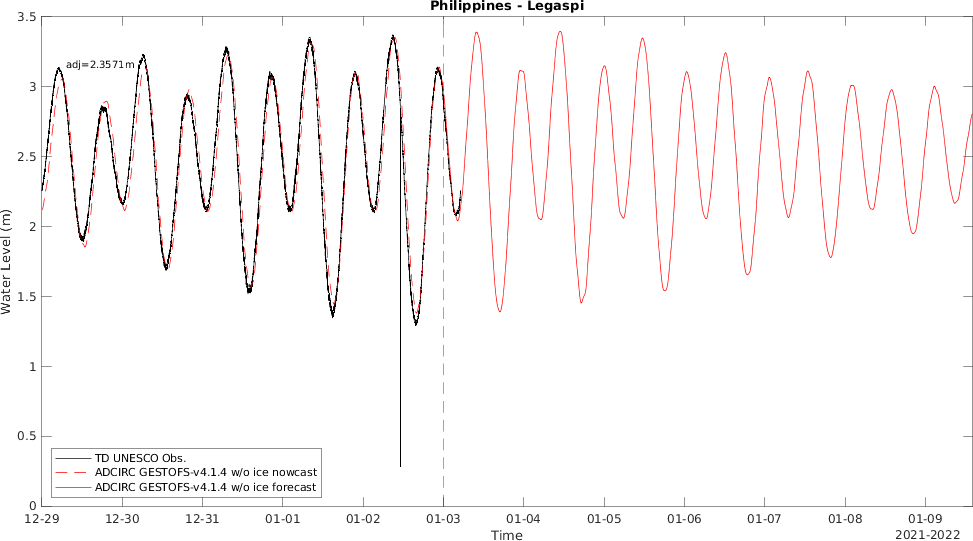 Philippines - Legaspi
3.5
adj=2.3571m
3
2.5
2
1.5
1
0.5
0
Water Level (m)
TD UNESCO Obs.
ADCIRC GESTOFS-v4.1.4 w/o ice nowcast
ADCIRC GESTOFS-v4.1.4 w/o ice forecast
12-29 12-30 12-31 01-01 01-02 01-03 01-04 01-05 01-06 01-07 01-08 01-09
Time
2021-2022